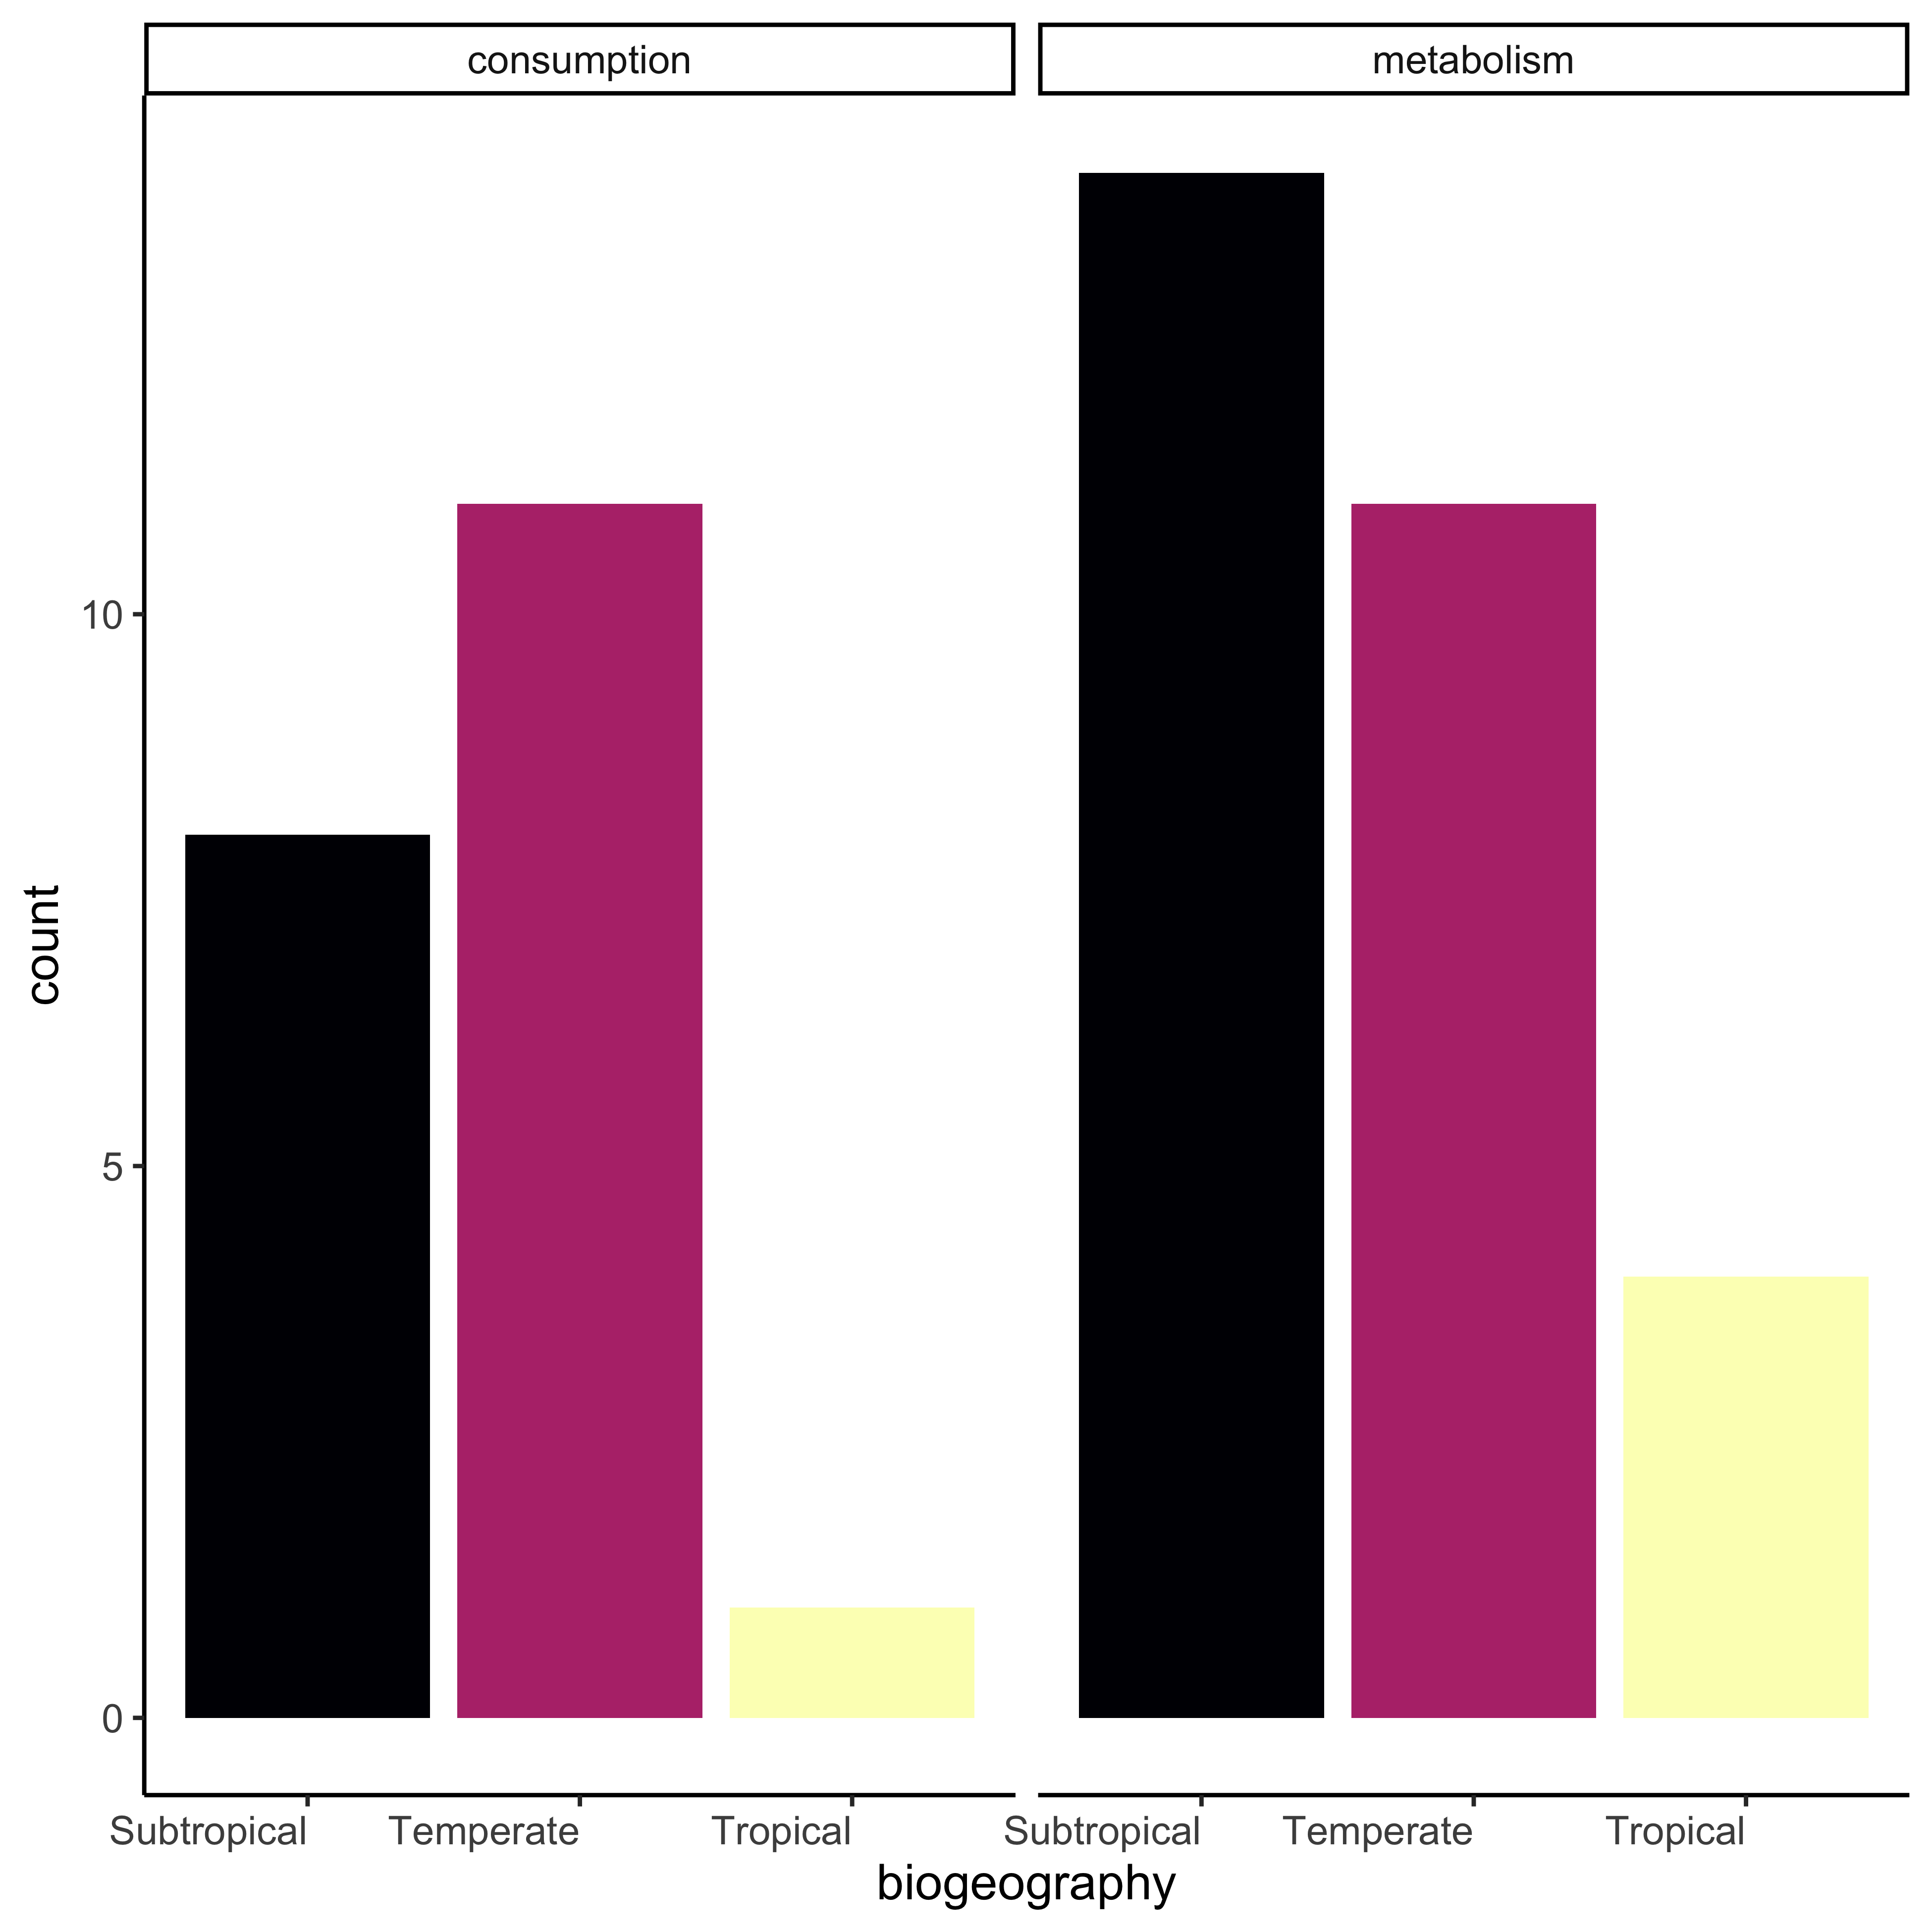 consumption metabolism
10
5
0
count
Subtropical Temperate Tropical Subtropical Temperate Tropical
biogeography